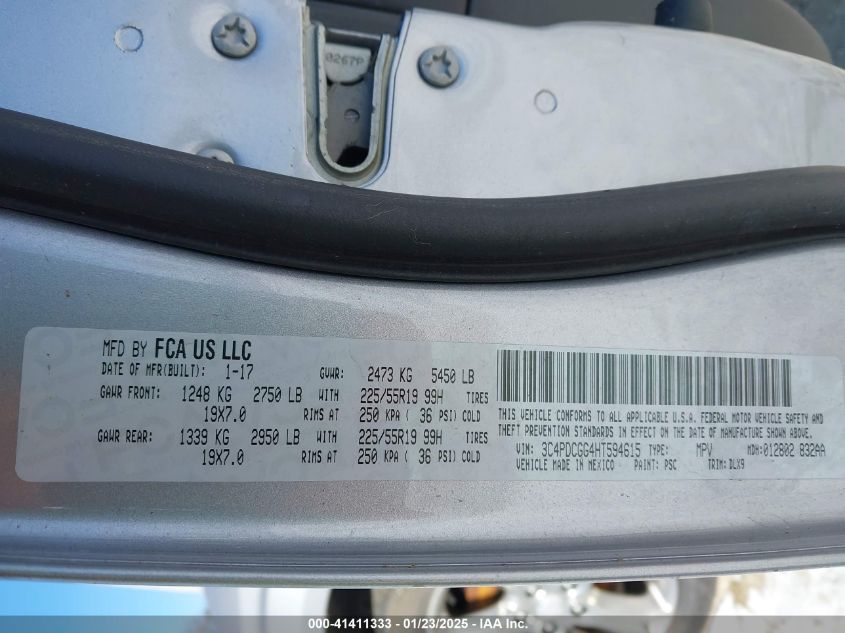 0267P
MFD BY FCA US LLC
DATE OF MFR(BUILT): 1-17 GVWR: 2473 KG 5450 LB
GAWR FRONT: 1248 KG 2750 LB WITH 225/55R19 99H TIRES
19X7.0 RIMS AT 250 KPA ( 36 PSI) COLD
GAWR REAR: 1339 KG 2950 LB WITH 225/55R19 99H TIRES
19X7.0 RIMS AT 250 KPA ( 36 PSI) COLD
THIS VEHICLE CONFORMS TO ALL APPLICABLE U.S.A. FEDERAL MOTOR VEHICLE SAFETY AND
THEFT PREVENTION STANDARDS IN EFFECT ON THE DATE OF MANUFACTURE SHOWN ABOVE.
VIN: 3C4PDCGG4HT594615 TYPE: MPV MDH:012802 832AA
VEHICLE MADE IN MEXICO PAINT: PSC TRIM: DLX9
000-41411333 - 01/23/2025 - IAA Inc.